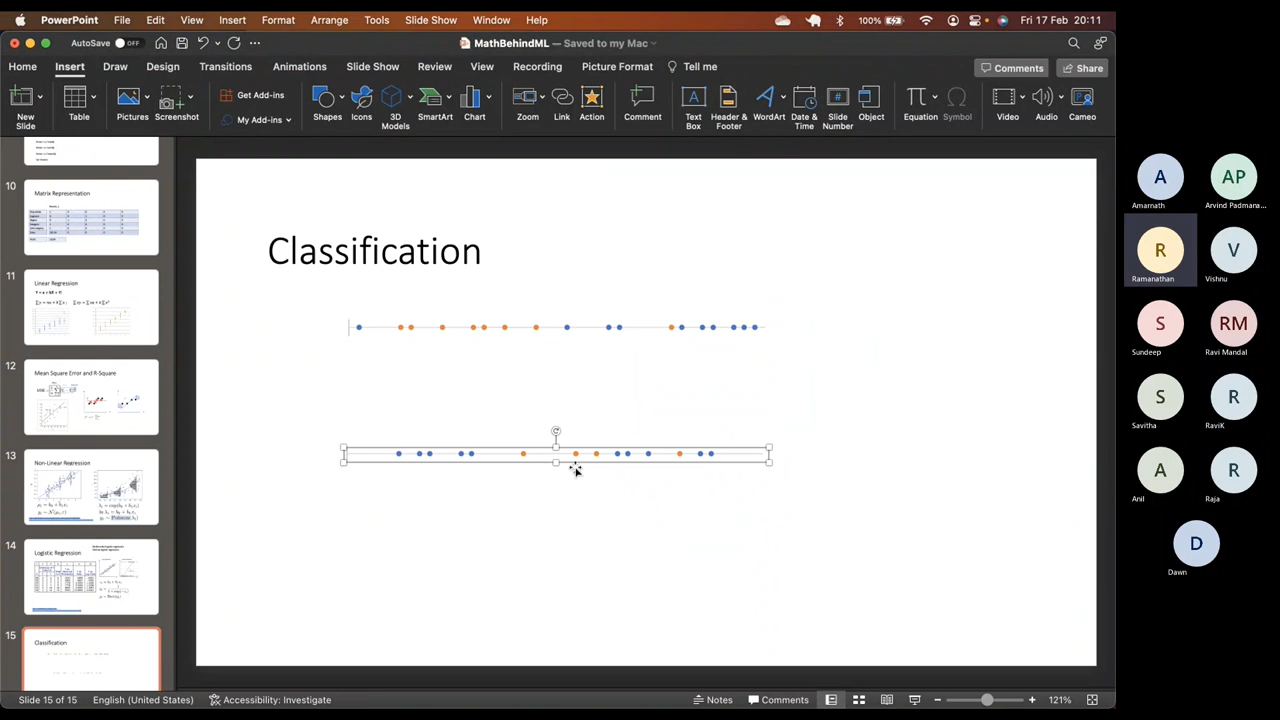 PowerPoint File Edit View Insert Format Arrange Tools Slide Show Window Help 100% Fri 17 Feb 20:11
AutoSave OFF MathBehindML — Saved to my Mac
Home Insert Draw Design Transitions Animations Slide Show Review View Recording Picture Format Tell me Comments Share
New Slide
Table
Pictures
Screenshot
Get Add-ins
My Add-ins
Shapes
Icons
3D Models
SmartArt
Chart
Zoom
Link
Action
Comment
Text Box
Header & Footer
WordArt
Date & Time
Slide Number
Object
Equation
Symbol
Video
Audio
Cameo
10
Matrix Representation
11
Linear Regression
12
Mean Square Error and R-Square
13
Non-Linear Regression
14
Logistic Regression
15
Classification
Classification
A
Amarnath
AP
Arvind Padmana...
R
Ramanathan
V
Vishnu
S
Sundeep
RM
Ravi Mandal
S
Savitha
R
RaviK
A
Anil
R
Raja
D
Dawn
Slide 15 of 15 English (United States) Accessibility: Investigate Notes Comments 121%